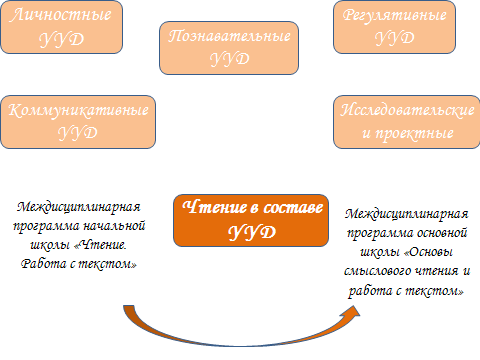 Личностные
УУД
Познавательные
УУД
Регулятивные
УУД
Коммуникативные
УУД
Исследовательские
и проектные
Чтение в составе
УУД
Междисциплинарная
программа начальной
школы «Чтение.
Работа с текстом»
Междисциплинарная
программа основной
школы «Основы
смыслового чтения и
работа с текстом»